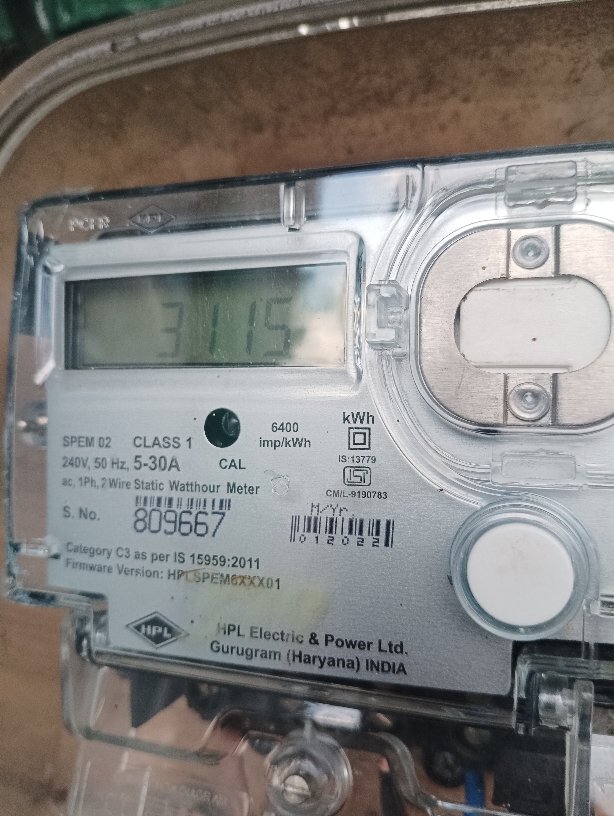 HPL
3115
SPEM 02 CLASS 1
6400
imp/kWh
kWh
240V, 50 Hz, 5-30A CAL
IS:13779
ac, 1Ph, 2 Wire Static Watthour Meter
ISI
CM/L-9190783
S. No. 809667
M/Yr.
012022
Category C3 as per IS 15959:2011
Firmware Version: HPLSPEM6XXX01
HPL
HPL Electric & Power Ltd.
Gurugram (Haryana) INDIA